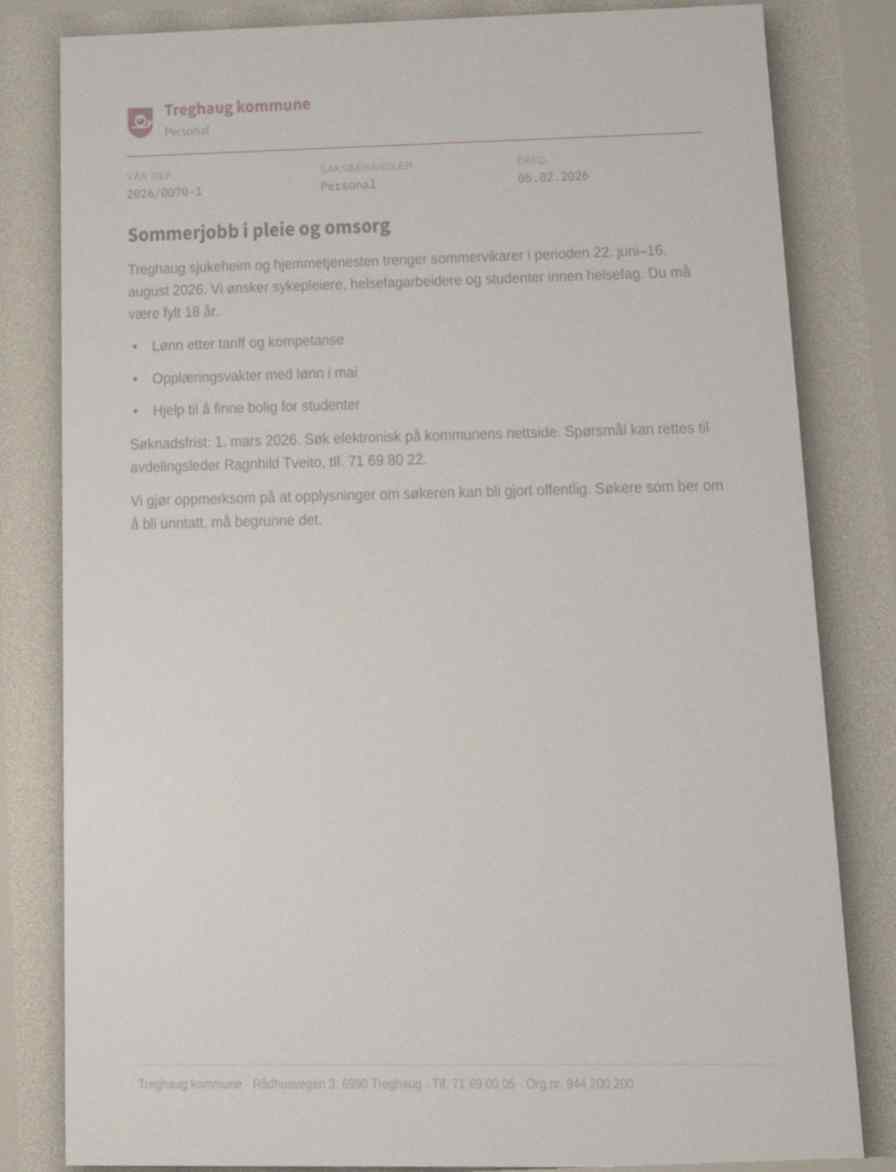 Treghaug kommune
Personal
VÅR REF. SAKSBEHANDLER DATO
2026/0070-1 Personal 06.02.2026
Sommerjobb i pleie og omsorg
Treghaug sjukeheim og hjemmetjenesten trenger sommervikarer i perioden 22. juni–16.
august 2026. Vi ønsker sykepleiere, helsefagarbeidere og studenter innen helsefag. Du må
være fylt 18 år.
• Lønn etter tariff og kompetanse
• Opplæringsvakter med lønn i mai
• Hjelp til å finne bolig for studenter
Søknadsfrist: 1. mars 2026. Søk elektronisk på kommunens nettside. Spørsmål kan rettes til
avdelingsleder Ragnhild Tveito, tlf. 71 69 80 22.
Vi gjør oppmerksom på at opplysninger om søkeren kan bli gjort offentlig. Søkere som ber om
å bli unntatt, må begrunne det.
Treghaug kommune · Rådhusvegen 3, 6990 Treghaug · Tlf. 71 69 00 05 · Org.nr. 944 200 200